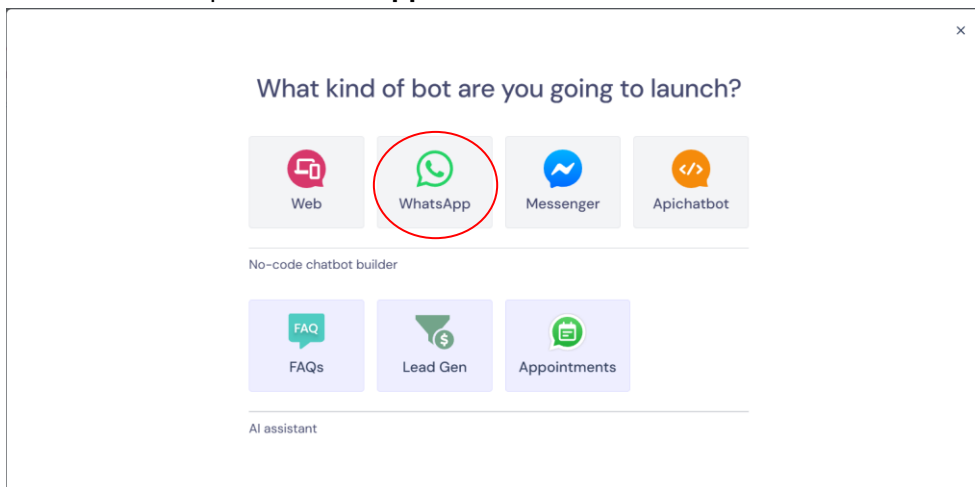 ×
What kind of bot are you going to launch?
Web
WhatsApp
Messenger
</>
Apichatbot
No-code chatbot builder
FAQ
$
FAQs
Lead Gen
Appointments
AI assistant